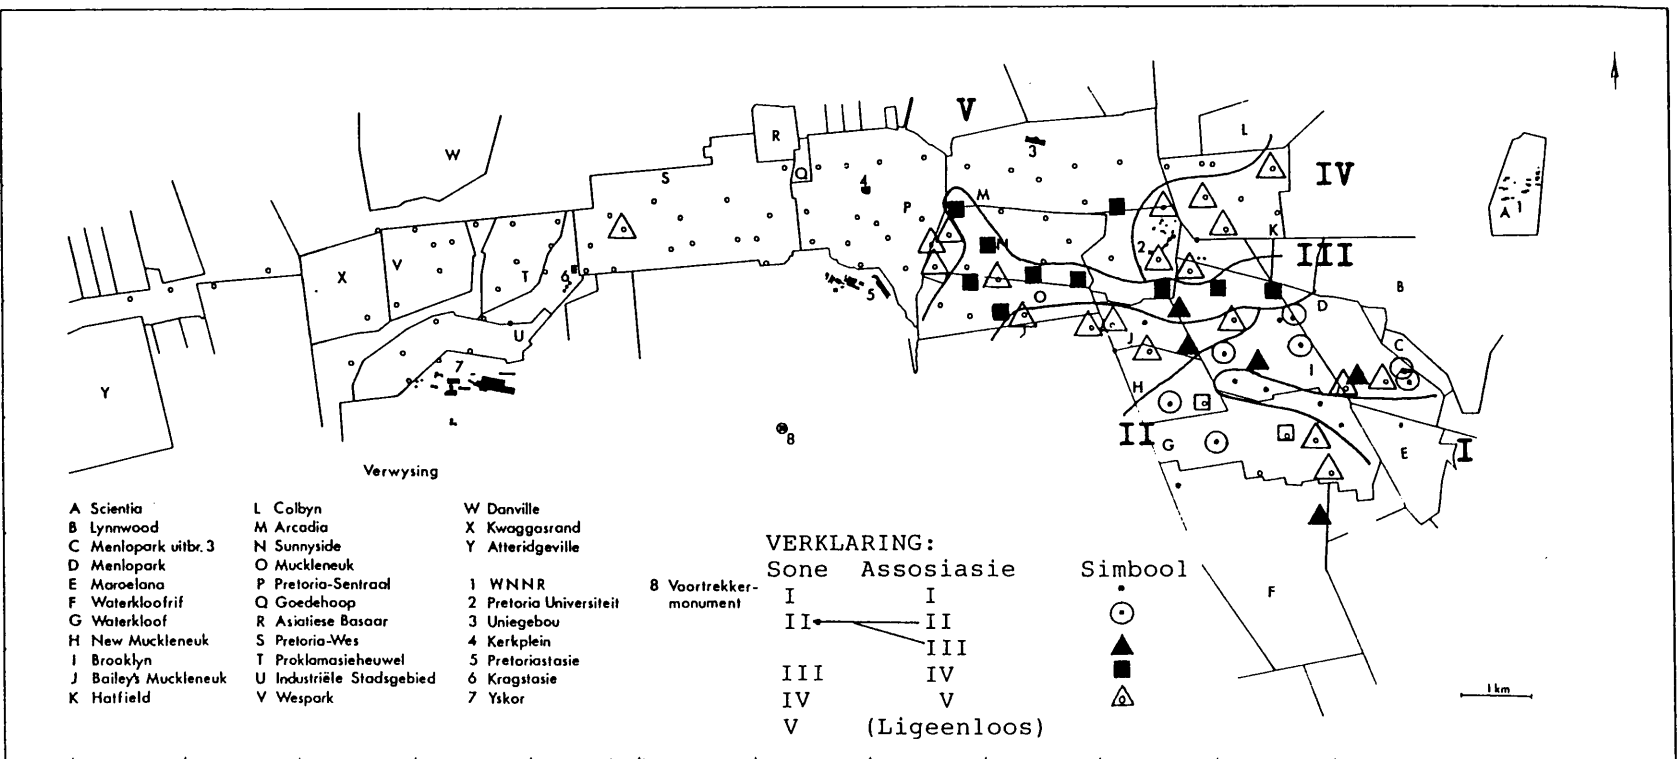 V
W
R
L
3
IV
S
Q
4
M
A 1
P
K
2
N
III
X
V
T
6
5
O
B
D
U
J
C
7
I
Y
H
II
8
G
E
I
F
Verwysing
A Scientia
B Lynnwood
C Menlopark uitbr. 3
D Menlopark
E Maroelana
F Waterkloofrif
G Waterkloof
H New Muckleneuk
I Brooklyn
J Bailey's Muckleneuk
K Hatfield
L Colbyn
M Arcadia
N Sunnyside
O Muckleneuk
P Pretoria-Sentraal
Q Goedehoop
R Asiatiese Basaar
S Pretoria-Wes
T Proklamasieheuwel
U Industriële Stadsgebied
V Wespark
W Danville
X Kwaggasrand
Y Atteridgeville
1 WNNR
2 Pretoria Universiteit
3 Uniegebou
4 Kerkplein
5 Pretoriastasie
6 Kragstasie
7 Yskor
8 Voortrekker-
monument
VERKLARING:
Sone Assosiasie Simbool
I I
II II
III
III IV
IV V
V (Ligeenloos)
1 km